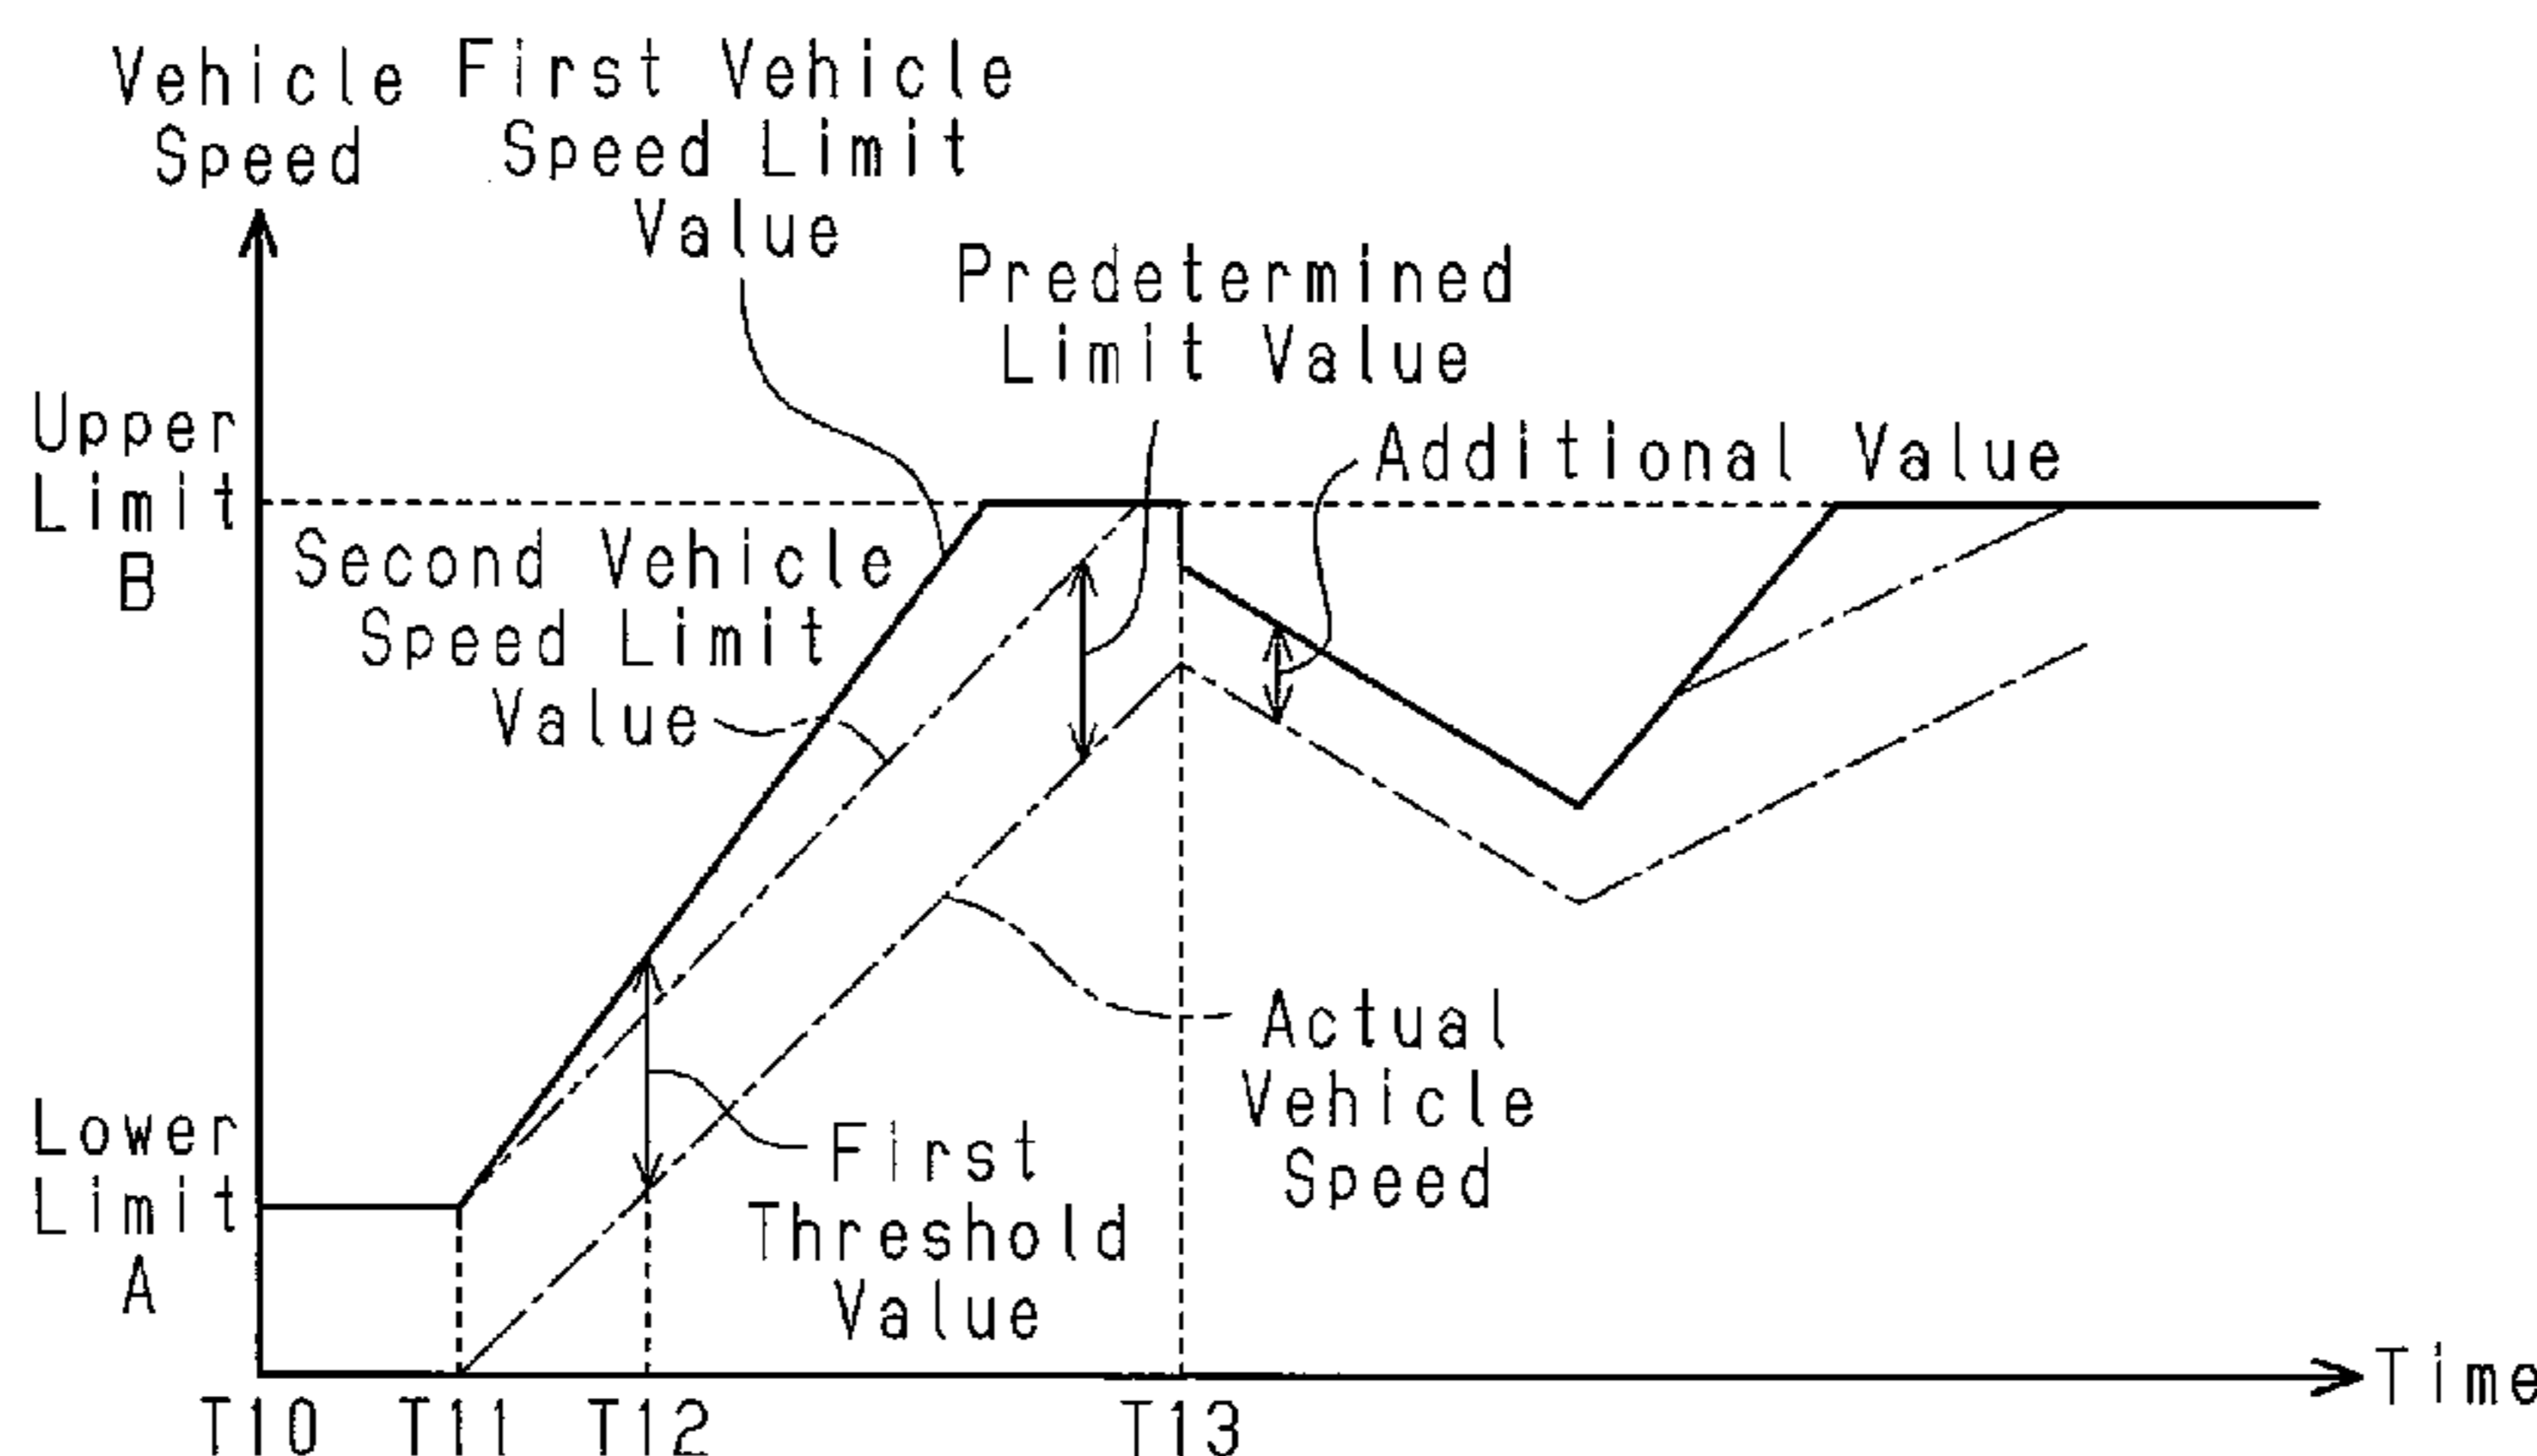 Vehicle
Speed
First Vehicle
Speed Limit
Value
Predetermined
Limit Value
Additional Value
Upper
Limit
B
Second Vehicle
Speed Limit
Value
Actual
Vehicle
Speed
First
Threshold
Value
Lower
Limit
A
Time
T10 T11 T12 T13